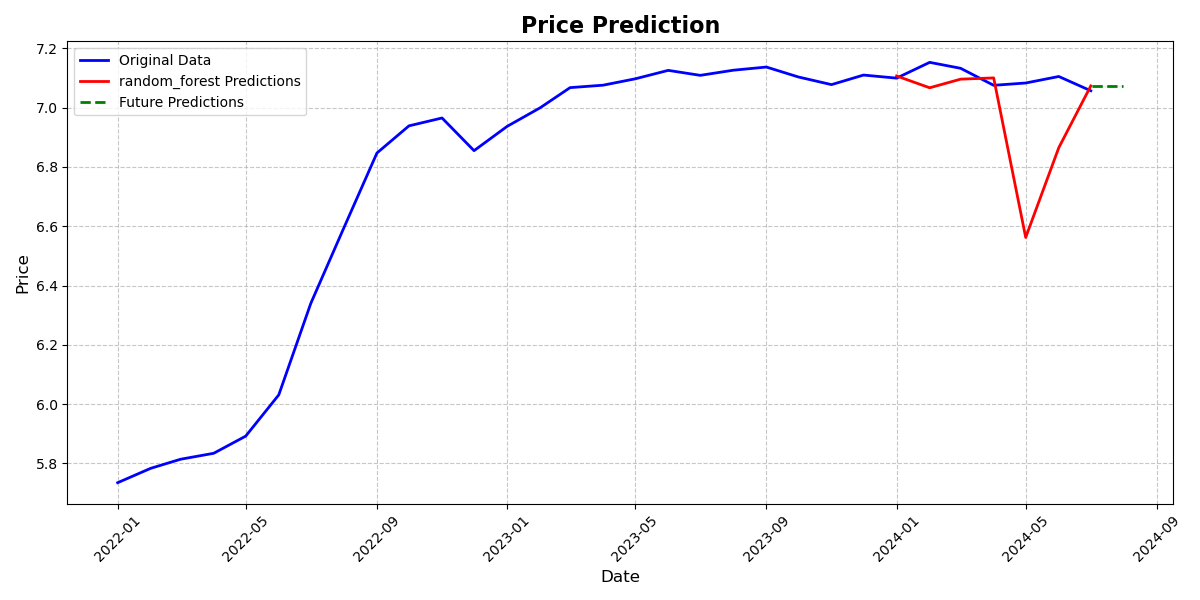 Price Prediction
Original Data
random_forest Predictions
Future Predictions
Price
7.2
7.0
6.8
6.6
6.4
6.2
6.0
5.8
2022-01
2022-05
2022-09
2023-01
2023-05
2023-09
2024-01
2024-05
2024-09
Date